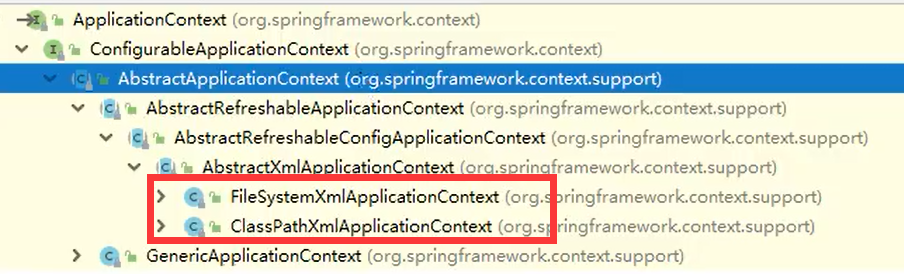 ApplicationContext (org.springframework.context)
ConfigurableApplicationContext (org.springframework.context)
AbstractApplicationContext (org.springframework.context.support)
AbstractRefreshableApplicationContext (org.springframework.context.support)
AbstractRefreshableConfigApplicationContext (org.springframework.context.support)
AbstractXmlApplicationContext (org.springframework.context.support)
FileSystemXmlApplicationContext (org.springframework.context.support)
ClassPathXmlApplicationContext (org.springframework.context.support)
GenericApplicationContext (org.springframework.context.support)